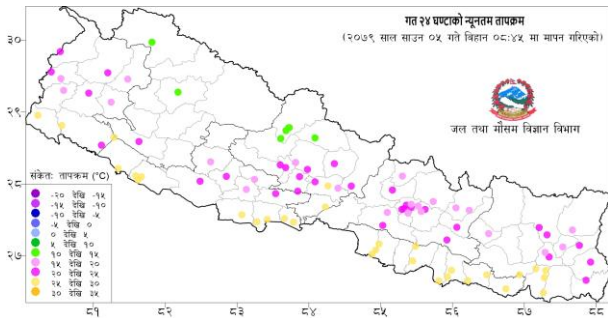 गत २४ घण्टाको न्यूनतम तापक्रम
(२०७९ साल साउन ०५ गते बिहान ०८:४५ मा मापन गरिएको)
जल तथा मौसम विज्ञान विभाग
संकेतः तापक्रम (°C)
-२० देखि -१५
-१५ देखि -१०
-१० देखि -५
-५ देखि ०
० देखि ५
५ देखि १०
१० देखि १५
१५ देखि २०
२० देखि २५
२५ देखि ३०
३० देखि ३५
३०
२९
२८
२७
२६
८१ ८२ ८३ ८४ ८५ ८६ ८७ ८८